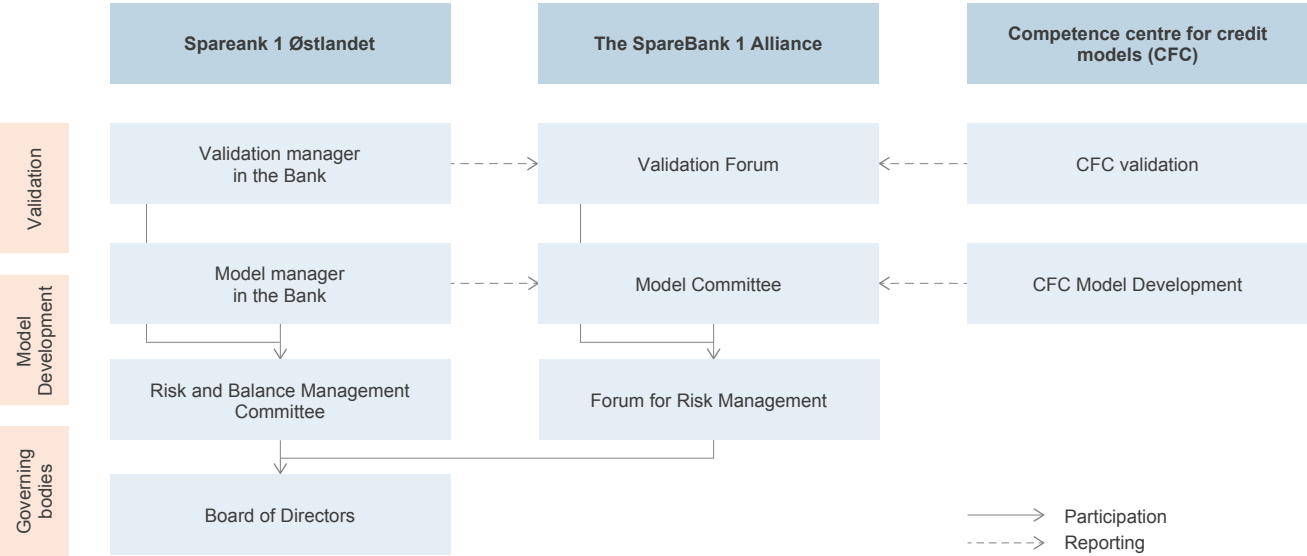 Spareank 1 Østlandet
The SpareBank 1 Alliance
Competence centre for credit
models (CFC)
Validation
Validation manager
in the Bank
Validation Forum
CFC validation
Model
Development
Model manager
in the Bank
Model Committee
CFC Model Development
Risk and Balance Management
Committee
Forum for Risk Management
Governing
bodies
Board of Directors
Participation
Reporting